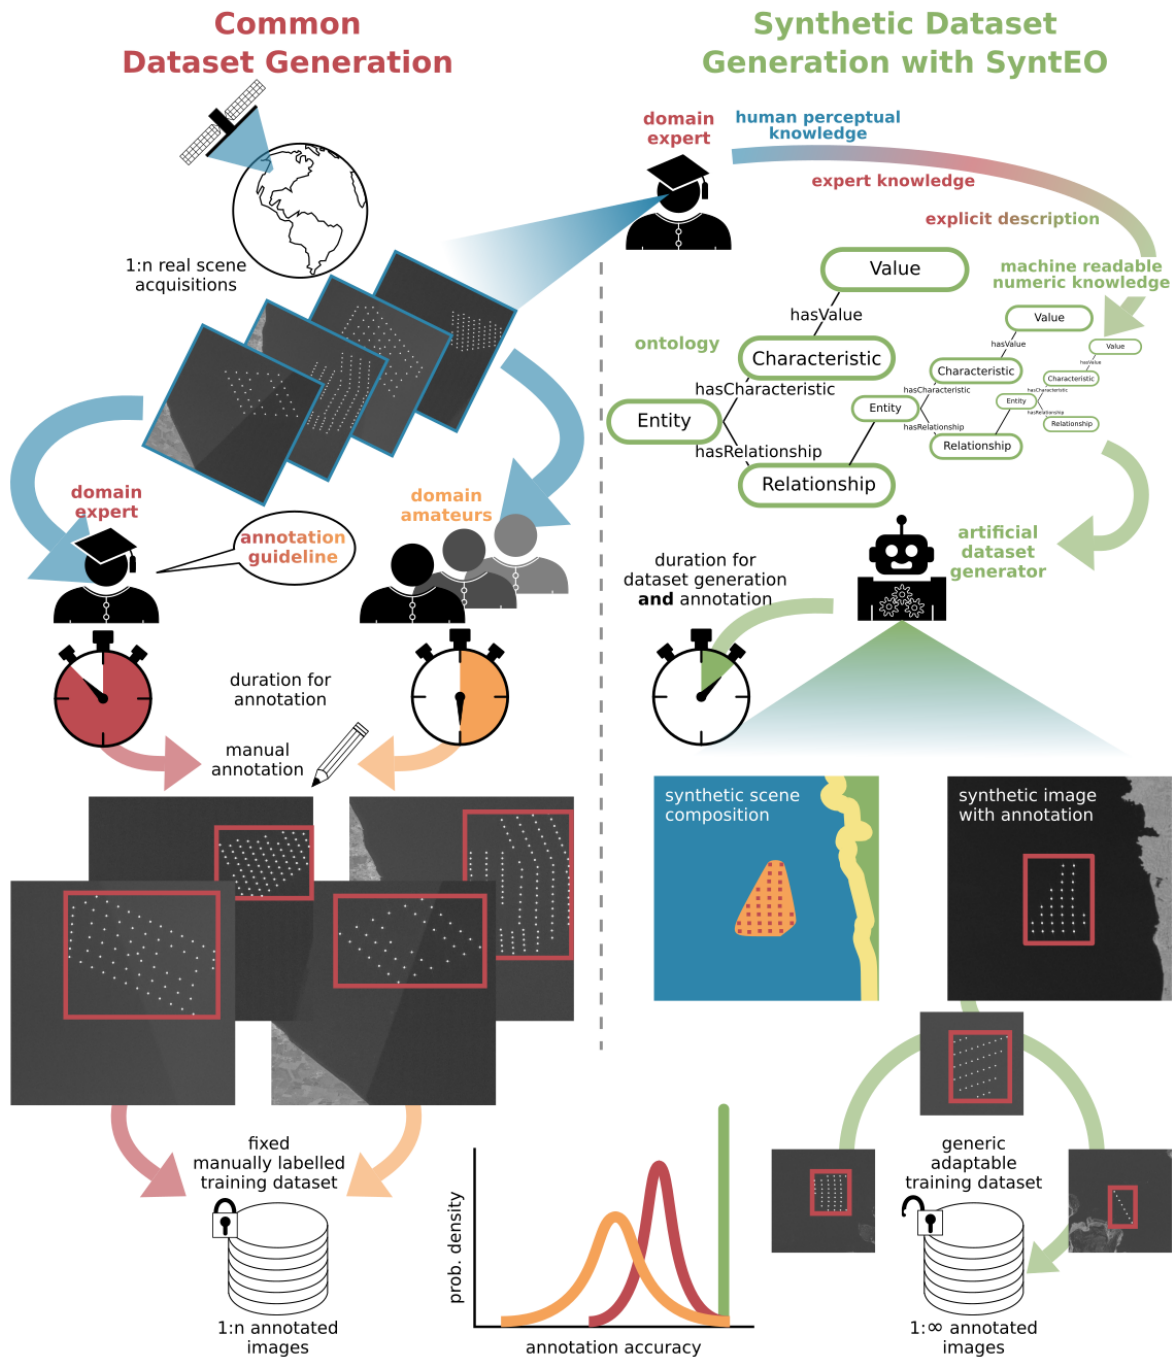 Common
Dataset Generation
1:n real scene
acquisitions
domain
expert
annotation
guideline
domain
amateurs
duration for
annotation
manual
annotation
fixed
manually labelled
training dataset
1:n annotated
images
prob. density
annotation accuracy
Synthetic Dataset
Generation with SyntEO
domain
expert
human perceptual
knowledge
expert knowledge
explicit description
machine readable
numeric knowledge
ontology
Value
hasValue
Characteristic
hasCharacteristic
Entity
hasRelationship
Relationship
Value
hasValue
Characteristic
hasCharacteristic
Entity
hasRelationship
Relationship
Value
hasValue
Characteristic
hasCharacteristic
Entity
hasRelationship
Relationship
artificial
dataset
generator
duration for
dataset generation
and annotation
synthetic scene
composition
synthetic image
with annotation
generic
adaptable
training dataset
1:∞ annotated
images